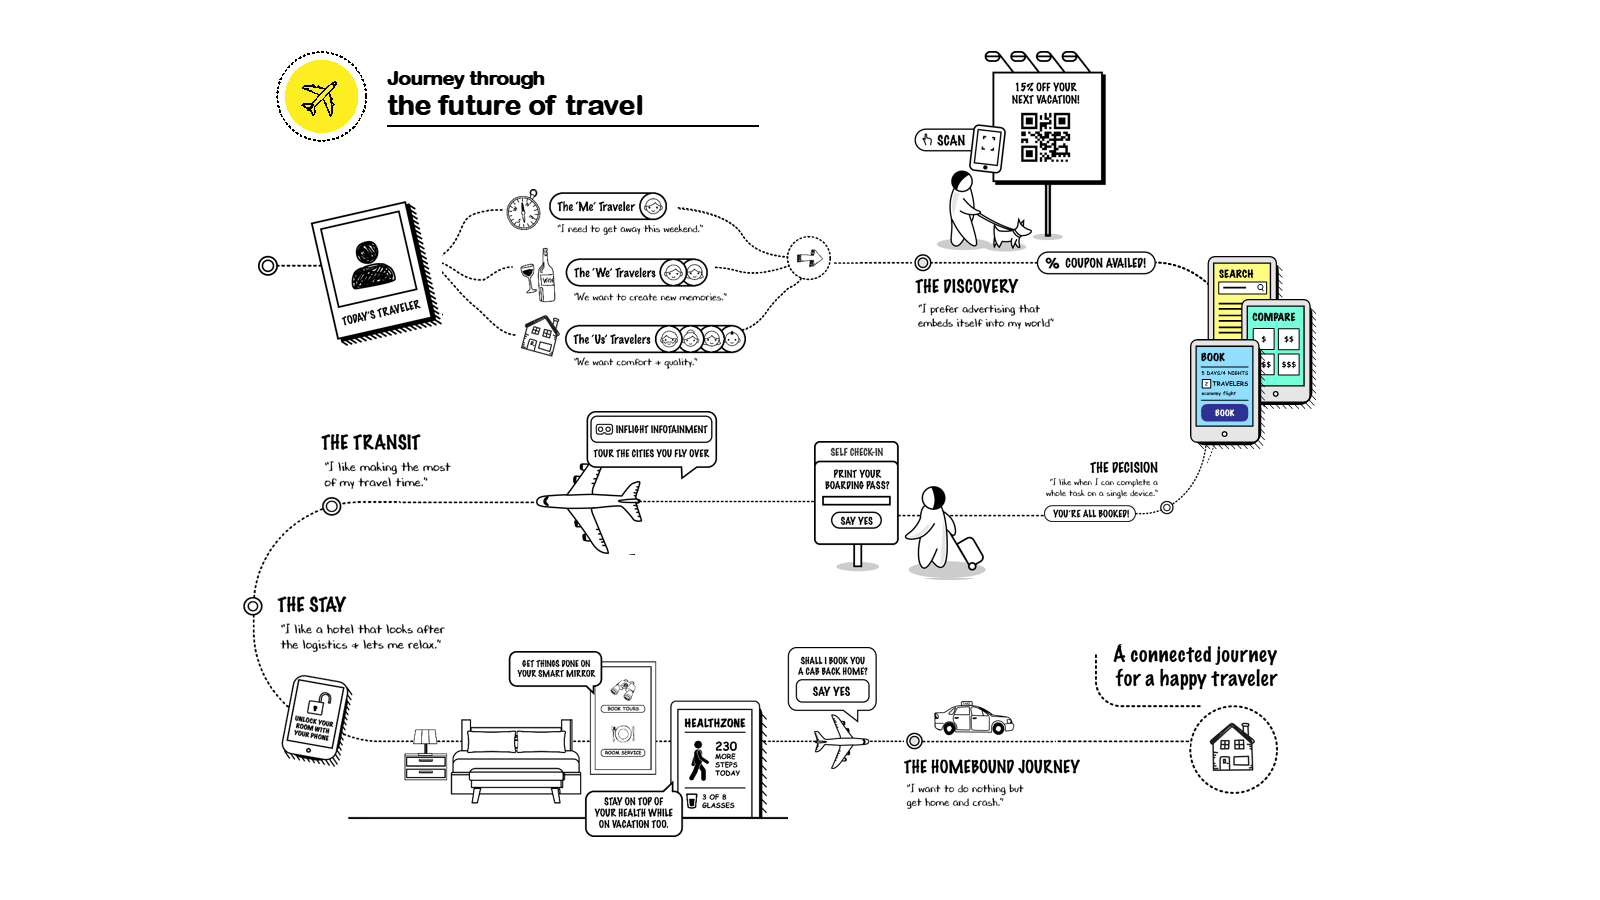 Journey through
the future of travel
15% OFF YOUR
NEXT VACATION!
SCAN
TODAY'S TRAVELER
The 'Me' Traveler
"I need to get away this weekend."
The 'We' Travelers
"We want to create new memories."
The 'Us' Travelers
"We want comfort + quality."
% COUPON AVAILED!
THE DISCOVERY
"I prefer advertising that
embeds itself into my world"
SEARCH
COMPARE
$ $$
$$ $$$
BOOK
5 DAYS/4 NIGHTS
2 TRAVELERS
economy flight
BOOK
THE DECISION
"I like when I can complete a
whole task on a single device."
YOU'RE ALL BOOKED!
SELF CHECK-IN
PRINT YOUR
BOARDING PASS?
SAY YES
INFLIGHT INFOTAINMENT
TOUR THE CITIES YOU FLY OVER
THE TRANSIT
"I like making the most
of my travel time."
THE STAY
"I like a hotel that looks after
the logistics + lets me relax."
UNLOCK YOUR
ROOM WITH
YOUR PHONE
GET THINGS DONE ON
YOUR SMART MIRROR
BOOK TOURS
ROOM SERVICE
HEALTHZONE
230
MORE
STEPS
TODAY
3 OF 8
GLASSES
STAY ON TOP OF
YOUR HEALTH WHILE
ON VACATION TOO.
SHALL I BOOK YOU
A CAB BACK HOME?
SAY YES
THE HOMEBOUND JOURNEY
"I want to do nothing but
get home and crash."
A connected journey
for a happy traveler